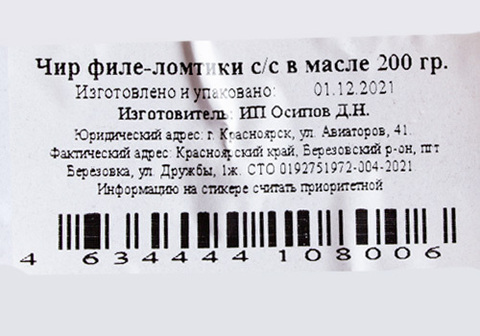 Чир филе-ломтики с/с в масле 200 гр.
Изготовлено и упаковано: 01.12.2021
Изготовитель: ИП Осипов Д.Н.
Юридический адрес: г. Красноярск, ул. Авиаторов, 41.
Фактический адрес: Красноярский край, Березовский р-он, пгт
Березовка, ул. Дружбы, 1ж. СТО 0192751972-004-2021
Информацию на стикере считать приоритетной
4 634444 108006